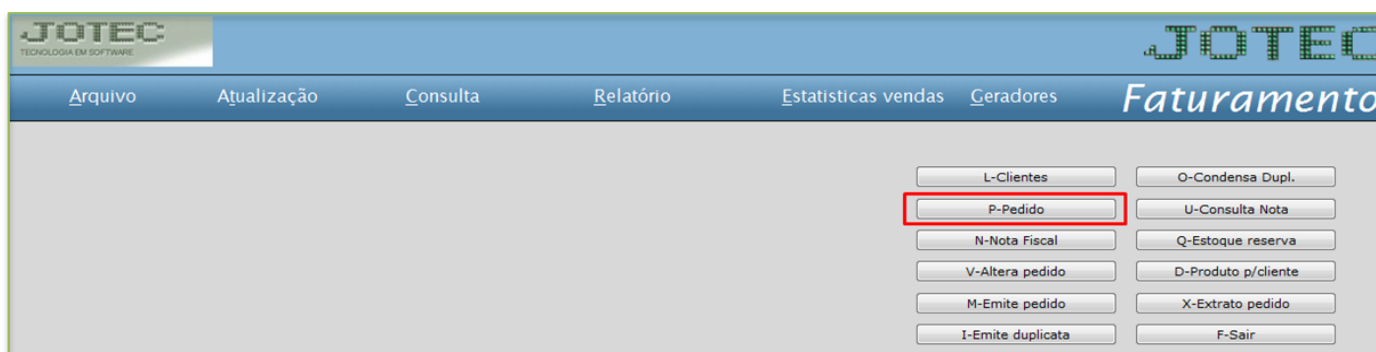 JOTEC
TECNOLOGIA EM SOFTWARE
JOTEC
Arquivo Atualização Consulta Relatório Estatisticas vendas Geradores Faturamento
L-Clientes O-Condensa Dupl.
P-Pedido U-Consulta Nota
N-Nota Fiscal Q-Estoque reserva
V-Altera pedido D-Produto p/cliente
M-Emite pedido X-Extrato pedido
I-Emite duplicata F-Sair